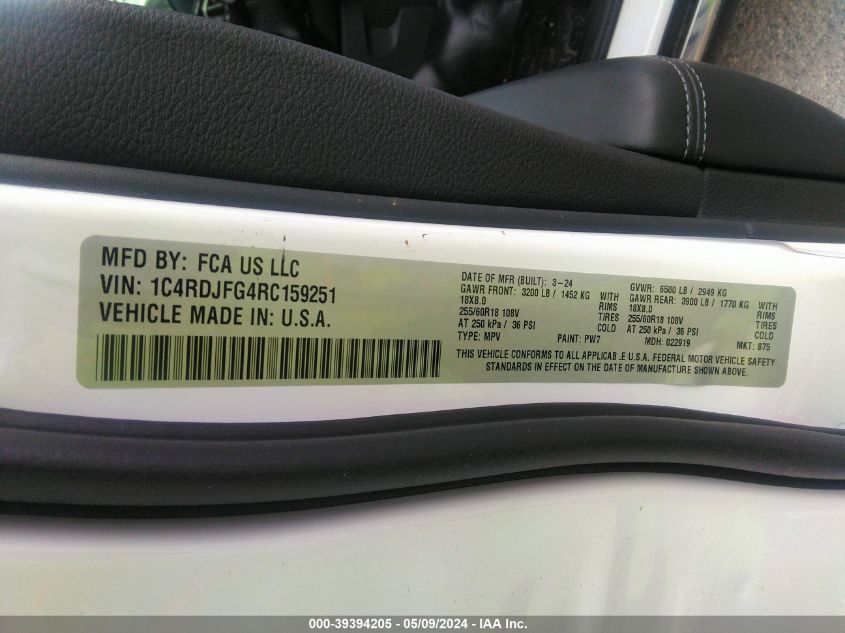 MFD BY: FCA US LLC
VIN: 1C4RDJFG4RC159251
VEHICLE MADE IN: U.S.A.
DATE OF MFR (BUILT): 3-24 GVWR: 6500 LB / 2949 KG
GAWR FRONT: 3200 LB / 1452 KG WITH GAWR REAR: 3900 LB / 1770 KG WITH
18X8.0 RIMS 18X8.0 RIMS
255/60R18 108V TIRES 255/60R18 108V TIRES
AT 250 kPa / 36 PSI COLD AT 250 kPa / 36 PSI COLD
TYPE: MPV PAINT: PW7 MDH: 022919 MKT: 875
THIS VEHICLE CONFORMS TO ALL APPLICAB .E U.S.A. FEDERAL MOTOR VEHICLE SAFETY
STANDARDS IN EFFECT ON THE DATE OF MANUFACTURE SHOWN ABOVE.
000-39394205 - 05/09/2024 - IAA Inc.